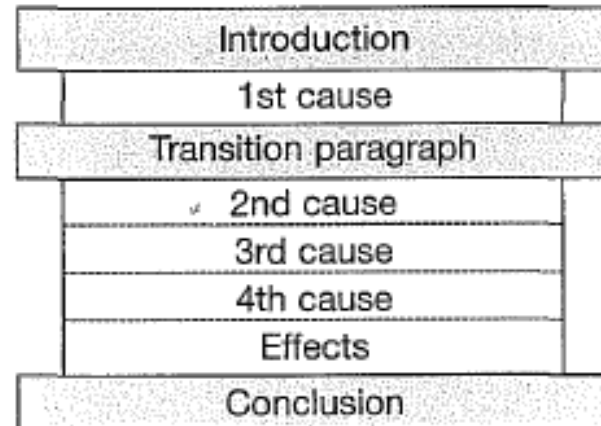 Introduction
1st cause
Transition paragraph
2nd cause
3rd cause
4th cause
Effects
Conclusion